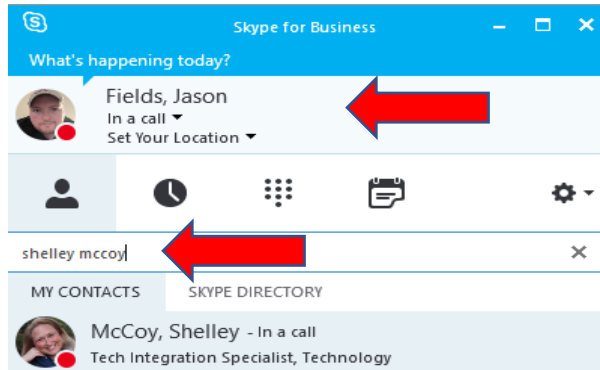 Skype for Business
What's happening today?
Fields, Jason
In a call
Set Your Location
shelley mccoy
MY CONTACTS SKYPE DIRECTORY
McCoy, Shelley - In a call
Tech Integration Specialist, Technology